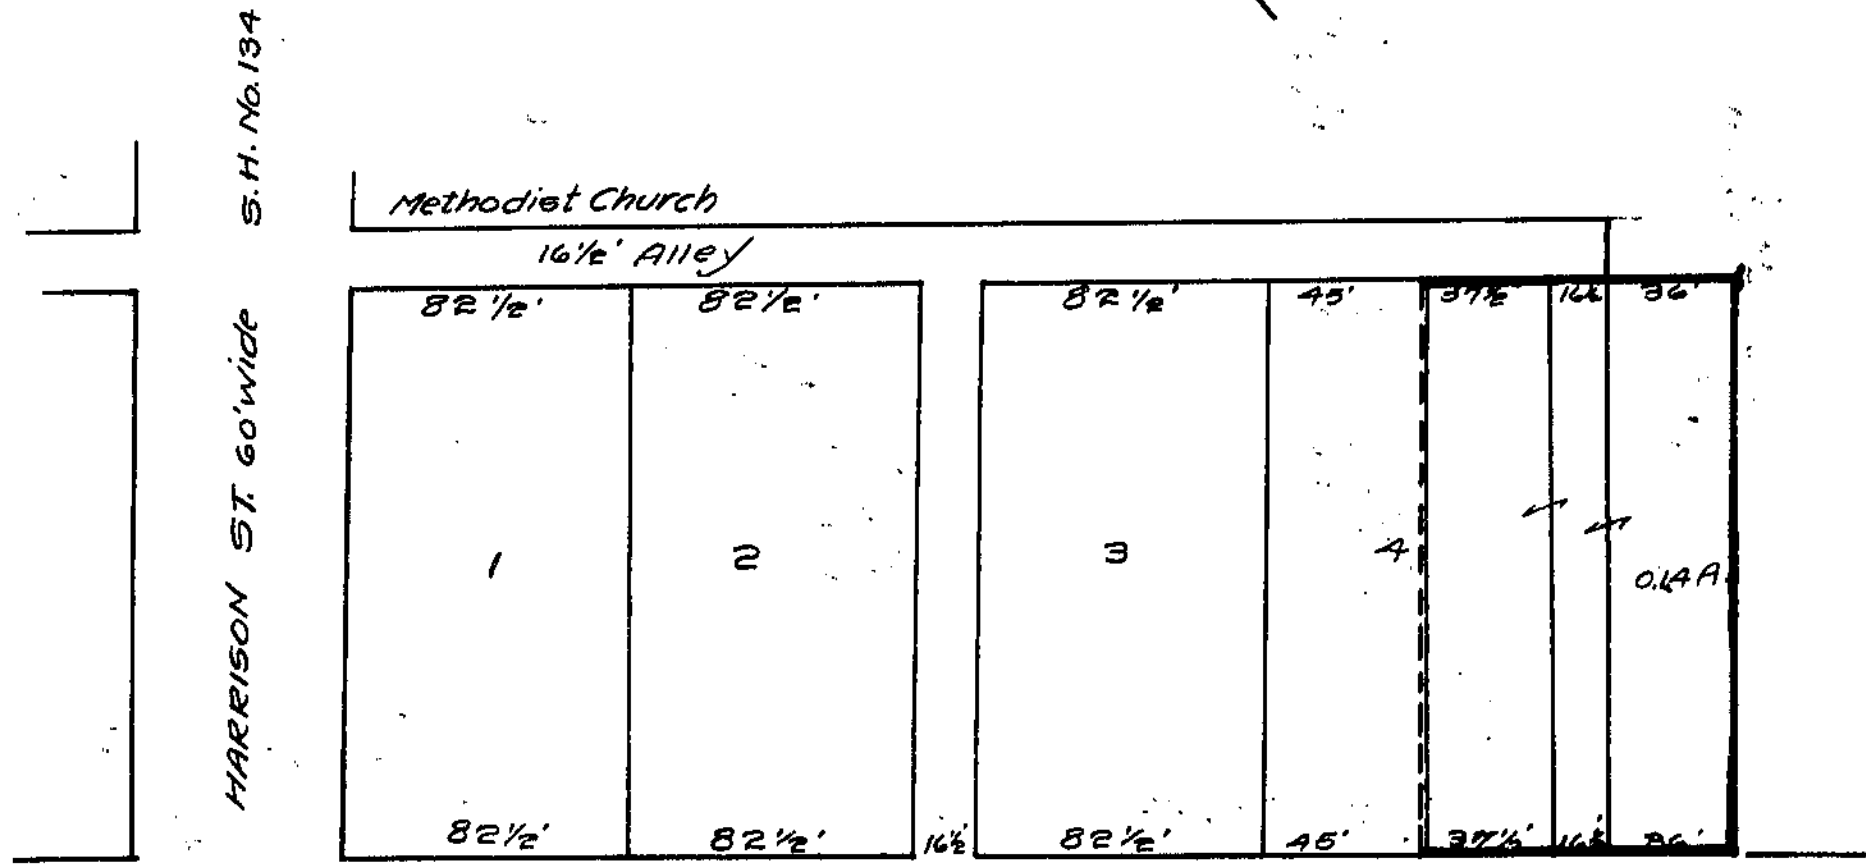 S.H. No. 134
HARRISON ST. 60' wide
Methodist Church
16½' Alley
82½' 82½' 82½' 45' 37½ 16½ 36'
1 2 3 4
0.14 A.
82½' 82½' 16½' 82½' 45' 37½' 16½' 36'